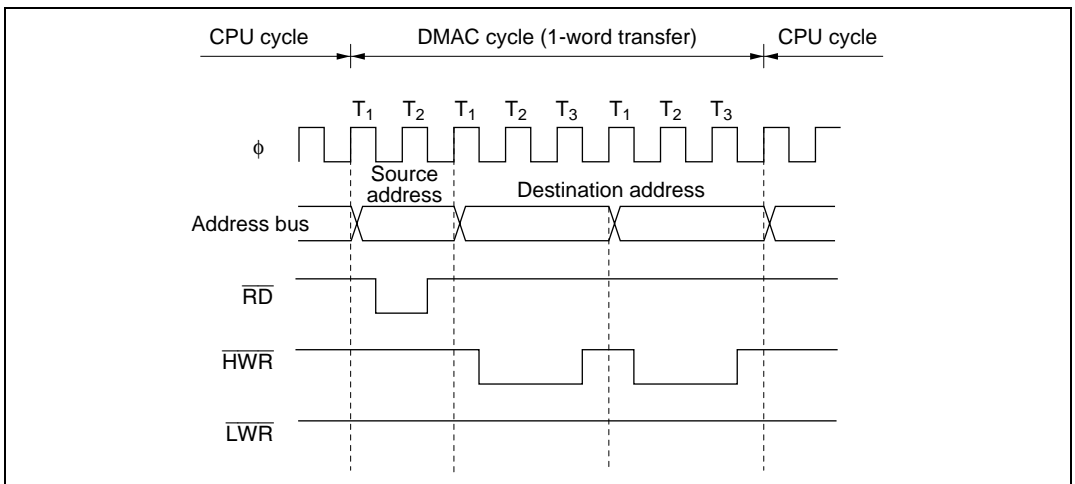 CPU cycle DMAC cycle (1-word transfer) CPU cycle
T1 T2 T1 T2 T3 T1 T2 T3
ϕ
Source
address
Destination address
Address bus
RD
HWR
LWR